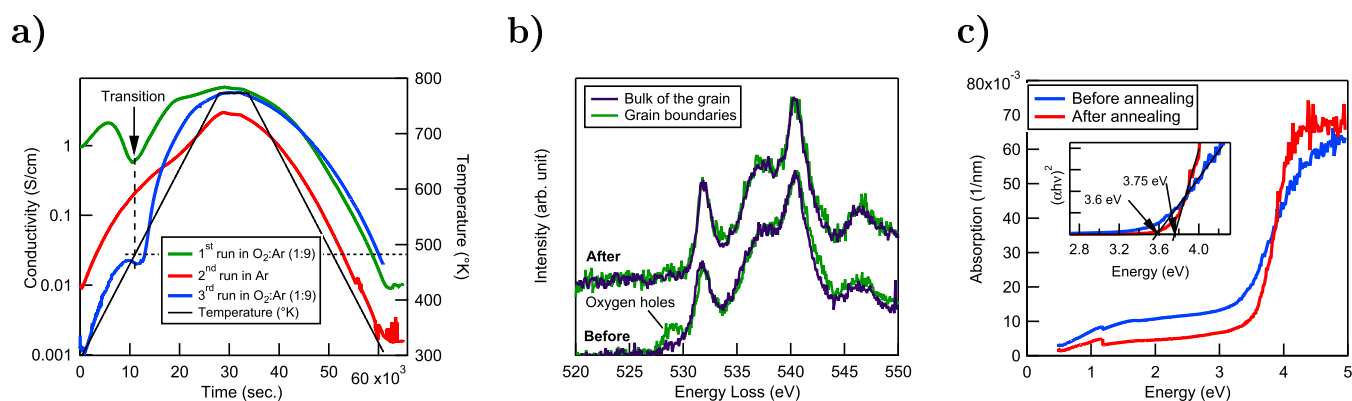 a)
Conductivity (S/cm)
1
0.1
0.01
0.001
Transition
1st run in O2:Ar (1:9)
2nd run in Ar
3rd run in O2:Ar (1:9)
Temperature (°K)
800
700
600
500
400
300
Temperature (°K)
0 10 20 30 40 50 60 x10³
Time (sec.)
b)
Intensity (arb. unit)
Bulk of the grain
Grain boundaries
After
Oxygen holes
Before
520 525 530 535 540 545 550
Energy Loss (eV)
c)
Absorption (1/nm)
80x10⁻³
70
60
50
40
30
20
10
0
Before annealing
After annealing
(αhν)²
3.75 eV
3.6 eV
2.8 3.2 3.6 4.0
Energy (eV)
0 1 2 3 4 5
Energy (eV)